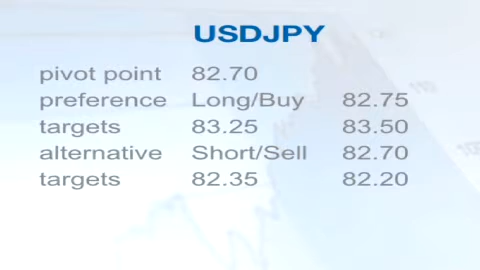 USDJPY
pivot point 82.70
preference Long/Buy 82.75
targets 83.25 83.50
alternative Short/Sell 82.70
targets 82.35 82.20